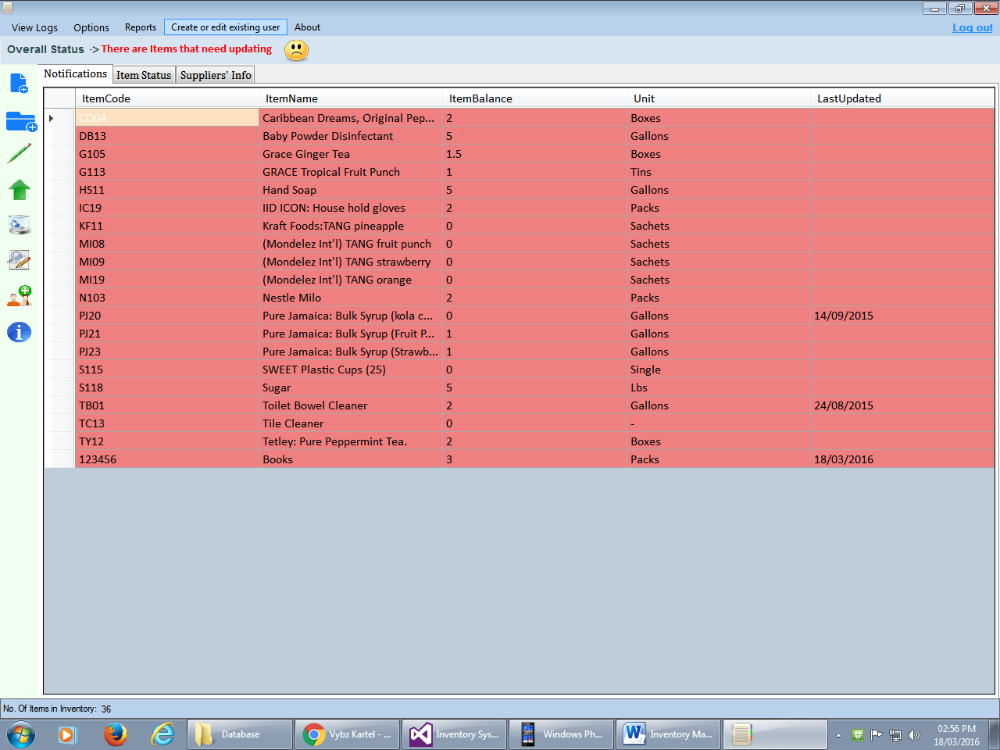 View Logs Options Reports Create or edit existing user About Log out
Overall Status -> There are Items that need updating
Notifications Item Status Suppliers' Info
ItemCode ItemName ItemBalance Unit LastUpdated
CD04 Caribbean Dreams, Original Pep... 2 Boxes
DB13 Baby Powder Disinfectant 5 Gallons
G105 Grace Ginger Tea 1.5 Boxes
G113 GRACE Tropical Fruit Punch 1 Tins
HS11 Hand Soap 5 Gallons
IC19 IID ICON: House hold gloves 2 Packs
KF11 Kraft Foods:TANG pineapple 0 Sachets
MI08 (Mondelez Int'l) TANG fruit punch 0 Sachets
MI09 (Mondelez Int'l) TANG strawberry 0 Sachets
MI19 (Mondelez Int'l) TANG orange 0 Sachets
N103 Nestle Milo 2 Packs
PJ20 Pure Jamaica: Bulk Syrup (kola c... 0 Gallons 14/09/2015
PJ21 Pure Jamaica: Bulk Syrup (Fruit P... 1 Gallons
PJ23 Pure Jamaica: Bulk Syrup (Strawb... 1 Gallons
S115 SWEET Plastic Cups (25) 0 Single
S118 Sugar 5 Lbs
TB01 Toilet Bowel Cleaner 2 Gallons 24/08/2015
TC13 Tile Cleaner 0 -
TY12 Tetley: Pure Peppermint Tea. 2 Boxes
123456 Books 3 Packs 18/03/2016
No. Of Items in Inventory: 36
Database Vybz Kartel - ... Inventory Sys... Windows Ph... Inventory Ma... 02:56 PM
18/03/2016